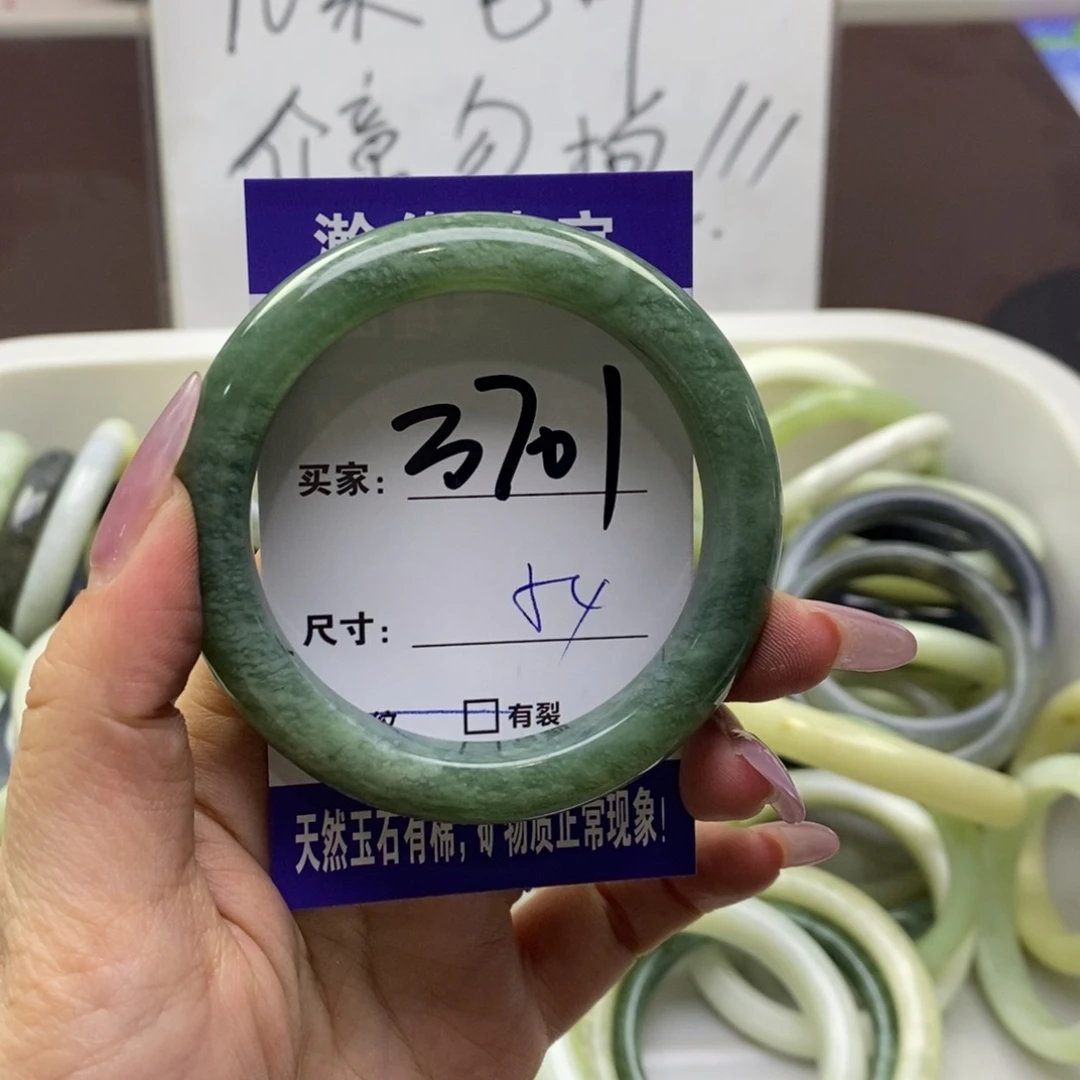 介意勿拍!!!
买家: 3701
尺寸: 54
纹 □有裂
天然玉石有棉, 矿物质正常现象!